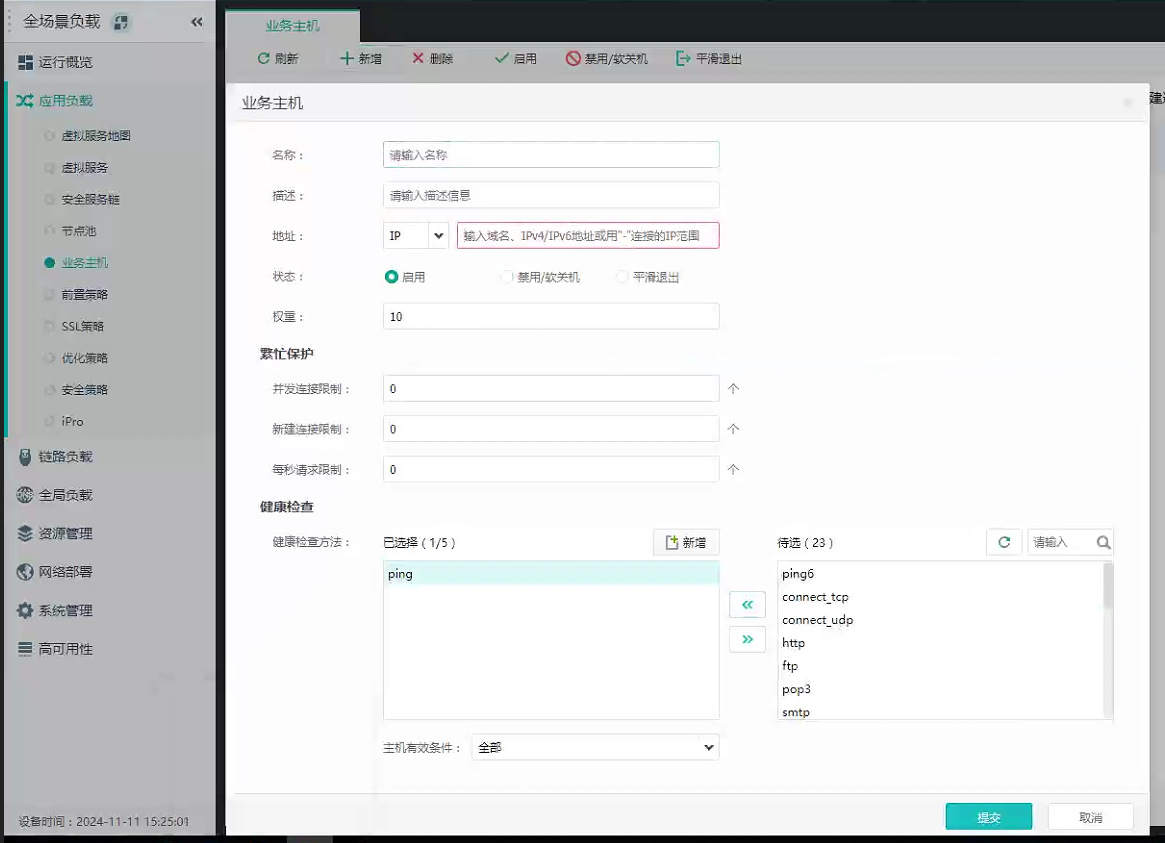 全场景负载
业务主机
刷新 新增 删除 启用 禁用/软关机 平滑退出
运行概览
应用负载
虚拟服务地图
虚拟服务
安全服务链
节点池
业务主机
前置策略
SSL策略
优化策略
安全策略
iPro
链路负载
全局负载
资源管理
网络部署
系统管理
高可用性
设备时间：2024-11-11 15:25:01
业务主机
名称： 请输入名称
描述： 请输入描述信息
地址： IP 输入域名、IPv4/IPv6地址或用"-"连接的IP范围
状态： 启用 禁用/软关机 平滑退出
权重： 10
繁忙保护
并发连接限制： 0 个
新建连接限制： 0 个
每秒请求限制： 0 个
健康检查
健康检查方法： 已选择（1/5） 新增 待选（23） 请输入
ping
ping6
connect_tcp
connect_udp
http
ftp
pop3
smtp
主机有效条件： 全部
提交 取消